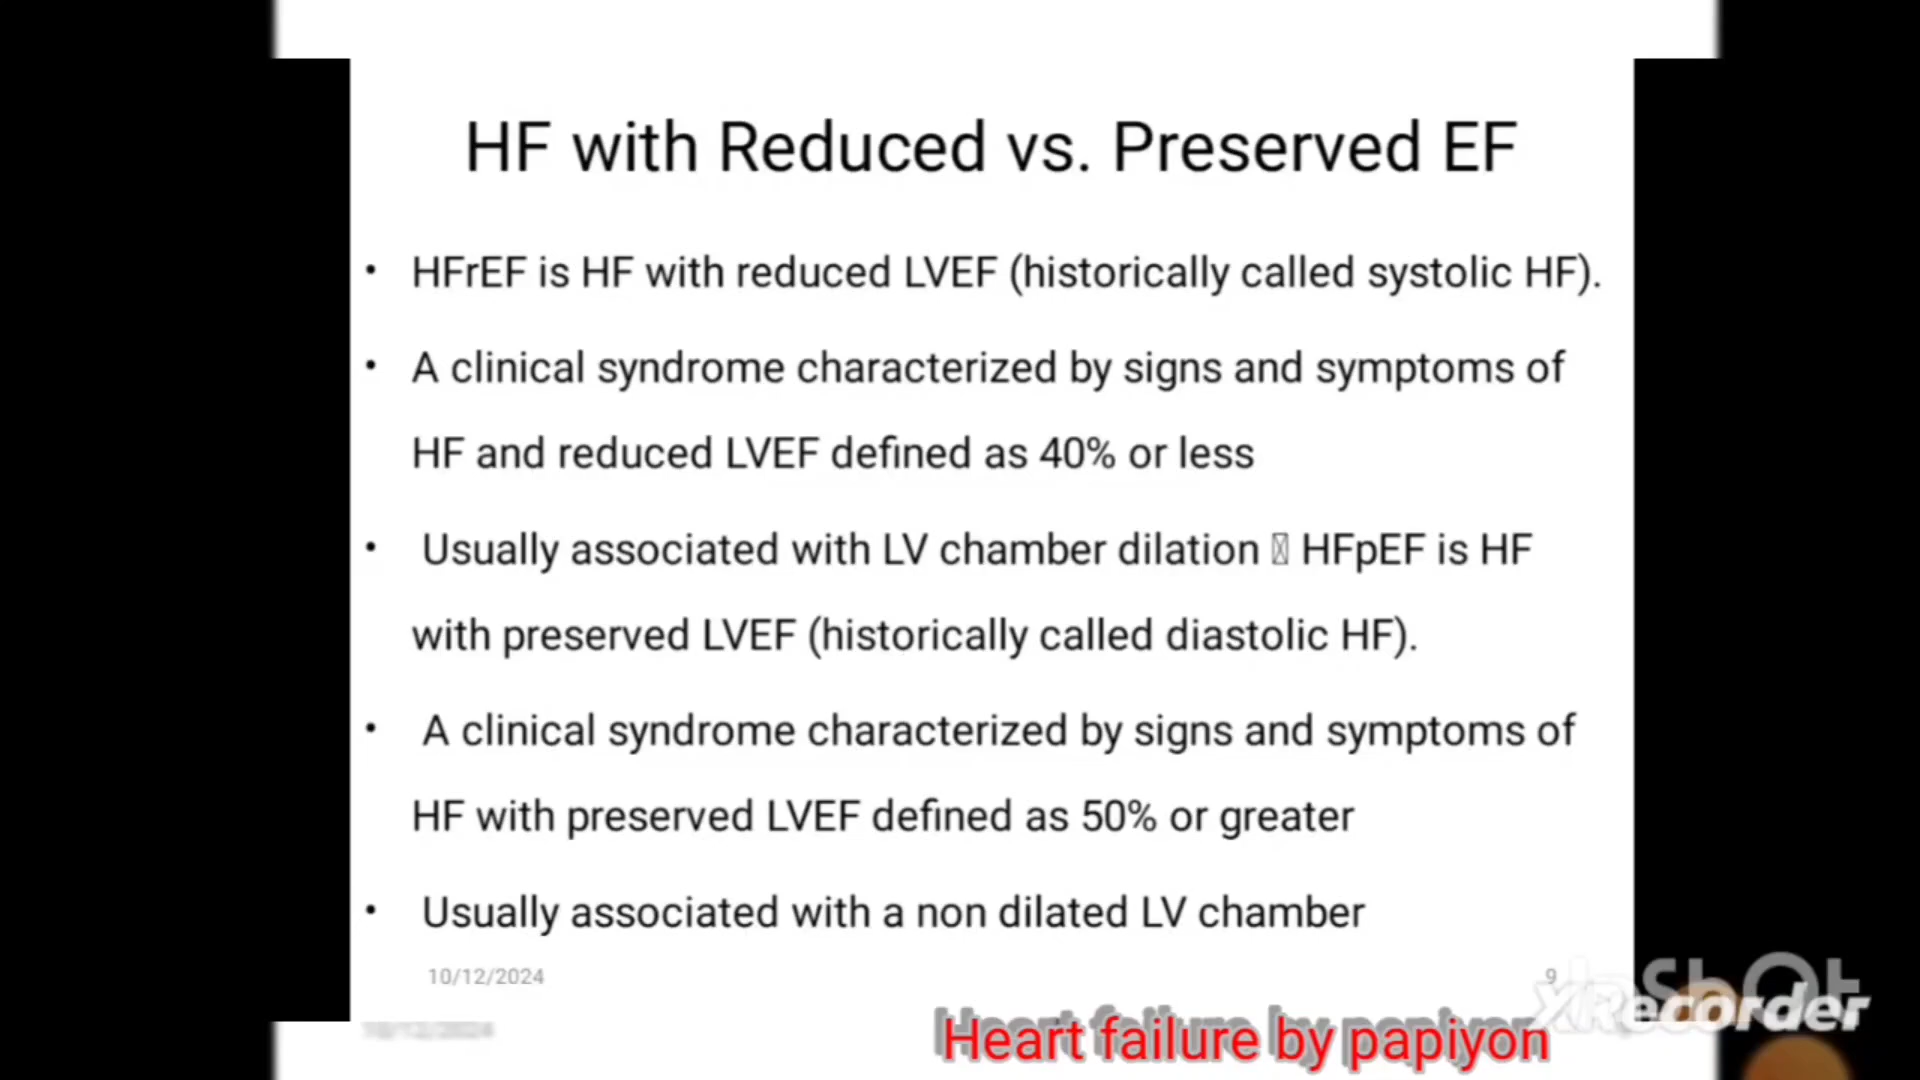 HF with Reduced vs. Preserved EF
• HFrEF is HF with reduced LVEF (historically called systolic HF).
• A clinical syndrome characterized by signs and symptoms of
HF and reduced LVEF defined as 40% or less
• Usually associated with LV chamber dilation  HFpEF is HF
with preserved LVEF (historically called diastolic HF).
• A clinical syndrome characterized by signs and symptoms of
HF with preserved LVEF defined as 50% or greater
• Usually associated with a non dilated LV chamber
10/12/2024
9
InShOt
XRecorder
10/12/2024
Heart failure by papiyon